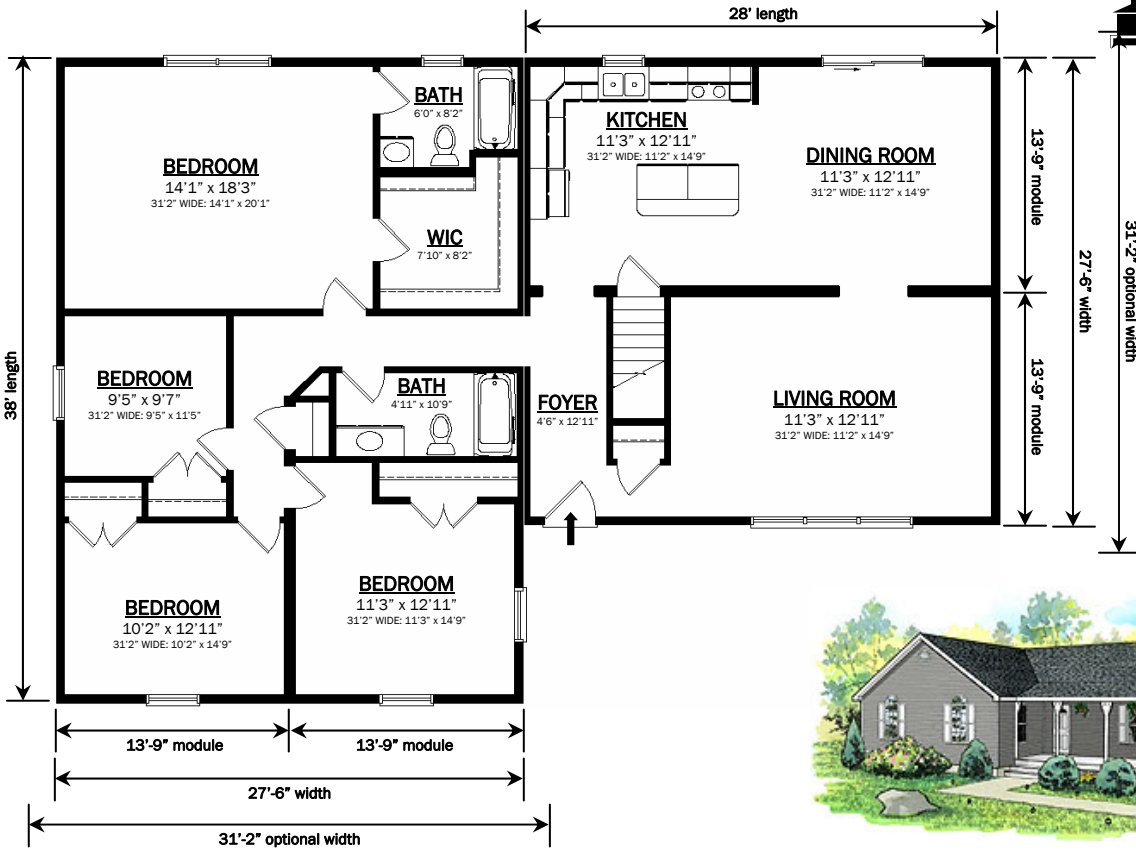 28' length
BATH
6'0" x 8'2"
KITCHEN
11'3" x 12'11"
31'2" WIDE: 11'2" x 14'9"
BEDROOM
14'1" x 18'3"
31'2" WIDE: 14'1" x 20'1"
DINING ROOM
11'3" x 12'11"
31'2" WIDE: 11'2" x 14'9"
13'-9" module
WIC
7'10" x 8'2"
31'-2" optional width
27'-6" width
38' length
BEDROOM
9'5" x 9'7"
31'2" WIDE: 9'5" x 11'5"
BATH
4'11" x 10'9"
FOYER
4'6" x 12'11"
LIVING ROOM
11'3" x 12'11"
31'2" WIDE: 11'2" x 14'9"
13'-9" module
BEDROOM
10'2" x 12'11"
31'2" WIDE: 10'2" x 14'9"
BEDROOM
11'3" x 12'11"
31'2" WIDE: 11'3" x 14'9"
13'-9" module
13'-9" module
27'-6" width
31'-2" optional width